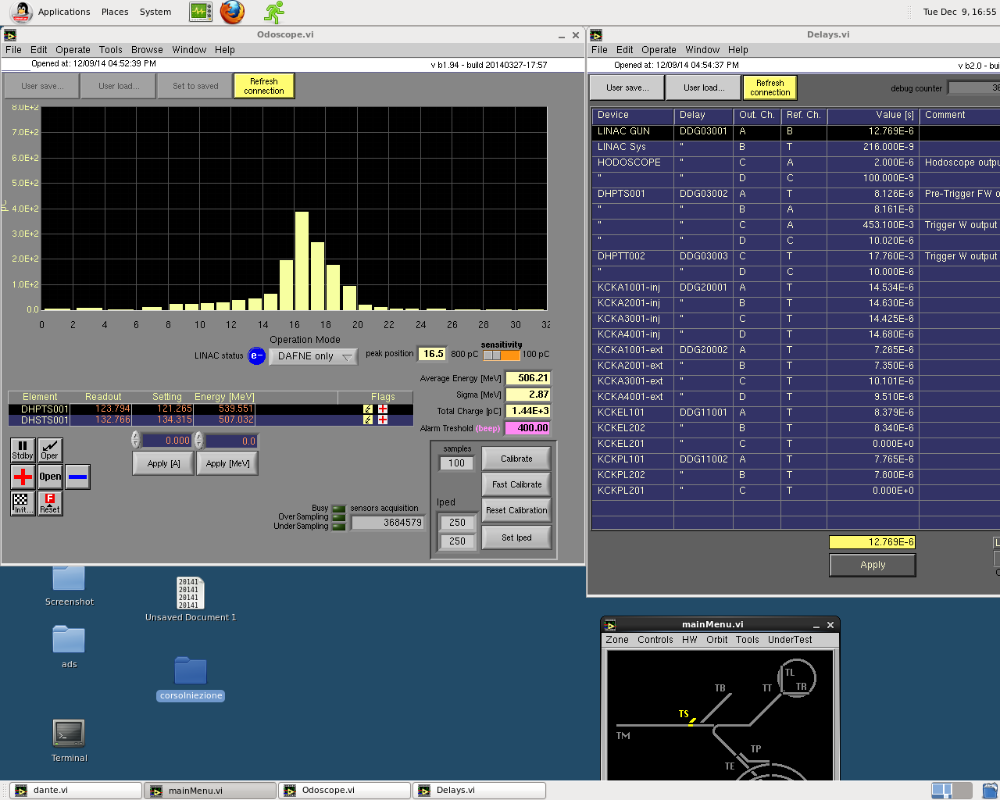 Applications Places System Tue Dec 9, 16:55
Odoscope.vi
File Edit Operate Tools Browse Window Help
Opened at: 12/09/14 04:52:39 PM v b1.94 - build 20140327-17:57
User save... User load... Set to saved Refresh connection
8.0E+2
7.0E+2
6.0E+2
5.0E+2
pC
4.0E+2
3.0E+2
2.0E+2
1.0E+2
0.0
0 2 4 6 8 10 12 14 16 18 20 22 24 26 28 30 32
Operation Mode
LINAC status e- DAFNE only peak position 16.5 800 pC sensitivity 100 pC
Average Energy [MeV] 506.21
Sigma [MeV] 2.87
Total Charge [pC] 1.44E+3
Alarm Treshold (beep) 400.00
Element Readout Setting Energy [MeV] Flags
DHPTS001 123.794 121.265 539.551
DHSTS001 132.766 134.315 507.032
0.000 0.0
Apply [A] Apply [MeV]
Stdby Oper
Open
Init... F Reset
samples
100
Calibrate
Fast Calibrate
Iped
Reset Calibration
250
250
Set Iped
Busy
OverSampling
UnderSampling
sensors acquisition
3684579
Delays.vi
File Edit Operate Window Help
Opened at: 12/09/14 04:54:37 PM v b2.0 - bui
User save... User load... Refresh connection debug counter 36
Device Delay Out. Ch. Ref. Ch. Value [s] Comment
LINAC GUN DDG03001 A B 12.769E-6
LINAC Sys " B T 216.000E-9
HODOSCOPE " C A 2.000E-6 Hodoscope outpu
" " D C 100.000E-9
DHPTS001 DDG03002 A T 8.126E-6 Pre-Trigger FW o
" " B A 8.161E-6
" " C A 453.100E-3 Trigger W output
" " D C 10.020E-6
DHPTT002 DDG03003 C T 17.760E-3 Trigger W output
" " D C 10.000E-6
KCKA1001-inj DDG20001 A T 14.534E-6
KCKA2001-inj " B T 14.630E-6
KCKA3001-inj " C T 14.425E-6
KCKA4001-inj " D T 14.680E-6
KCKA1001-ext DDG20002 A T 7.265E-6
KCKA2001-ext " B T 7.350E-6
KCKA3001-ext " C T 10.101E-6
KCKA4001-ext " D T 9.510E-6
KCKEL101 DDG11001 A T 8.379E-6
KCKEL202 " B T 8.340E-6
KCKEL201 " C T 0.000E+0
KCKPL101 DDG11002 A T 7.765E-6
KCKPL202 " B T 7.800E-6
KCKPL201 " C T 0.000E+0
12.769E-6
Apply
Screenshot
20141
20141
20141
20141
Unsaved Document 1
ads
corsoIniezione
Terminal
mainMenu.vi
Zone Controls HW Orbit Tools UnderTest
TL
TB TT TR
TS
TM
TP
TE
dante.vi mainMenu.vi Odoscope.vi Delays.vi